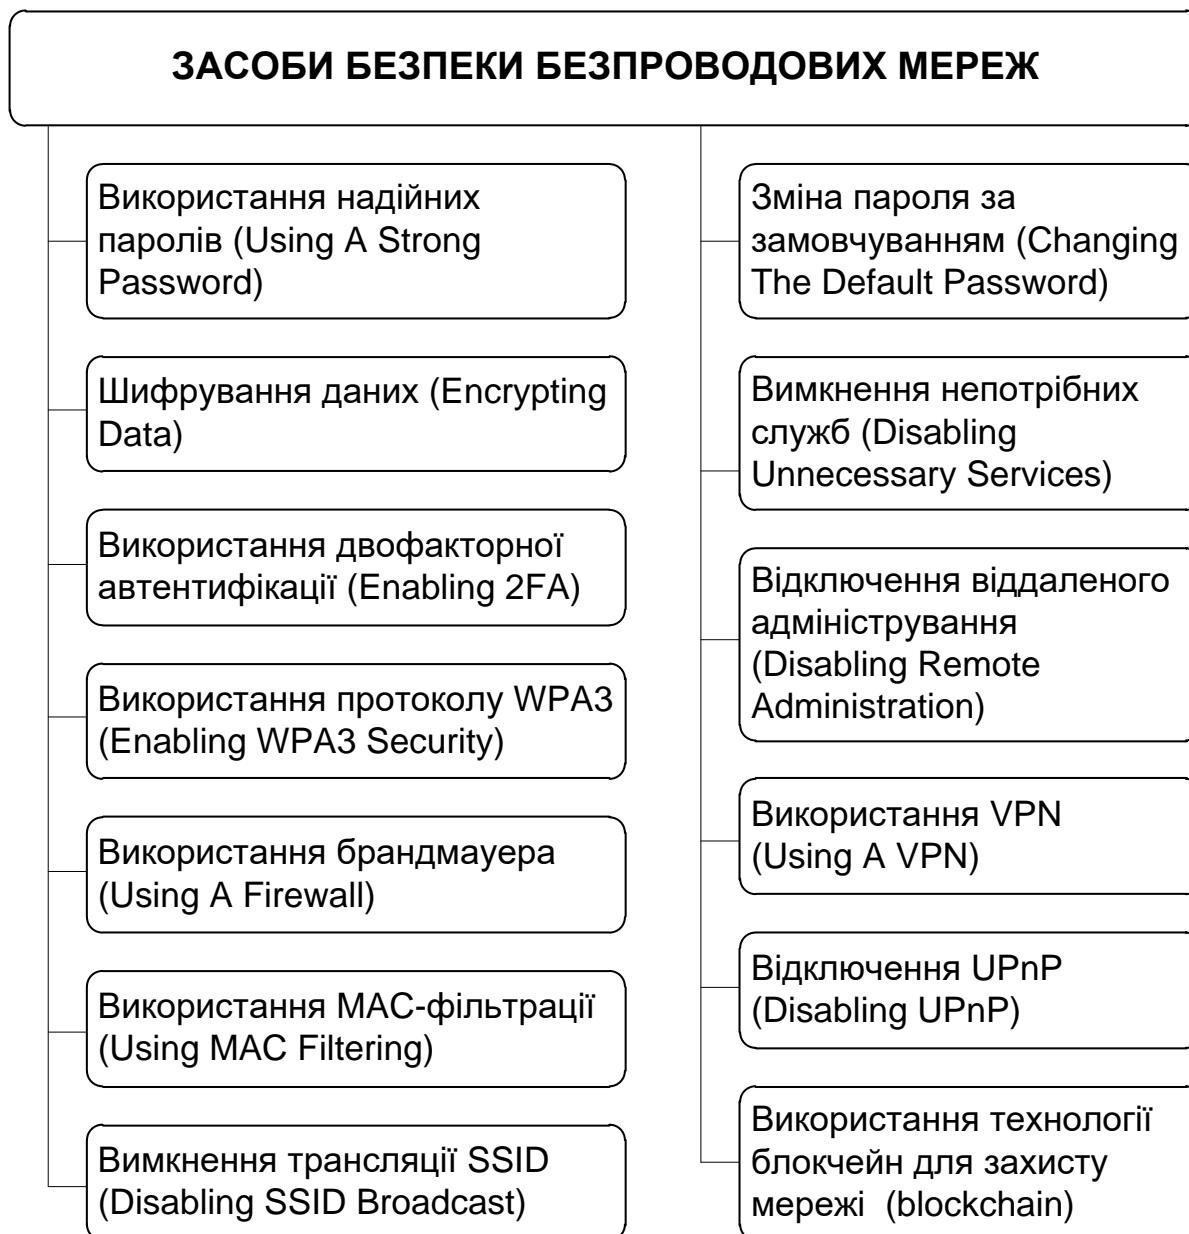 ЗАСОБИ БЕЗПЕКИ БЕЗПРОВОДОВИХ МЕРЕЖ
Використання надійних
паролів (Using A Strong
Password)
Шифрування даних (Encrypting
Data)
Використання двофакторної
автентифікації (Enabling 2FA)
Використання протоколу WPA3
(Enabling WPA3 Security)
Використання брандмауера
(Using A Firewall)
Використання MAC-фільтрації
(Using MAC Filtering)
Вимкнення трансляції SSID
(Disabling SSID Broadcast)
Зміна пароля за
замовчуванням (Changing
The Default Password)
Вимкнення непотрібних
служб (Disabling
Unnecessary Services)
Відключення віддаленого
адміністрування
(Disabling Remote
Administration)
Використання VPN
(Using A VPN)
Відключення UPnP
(Disabling UPnP)
Використання технології
блокчейн для захисту
мережі (blockchain)